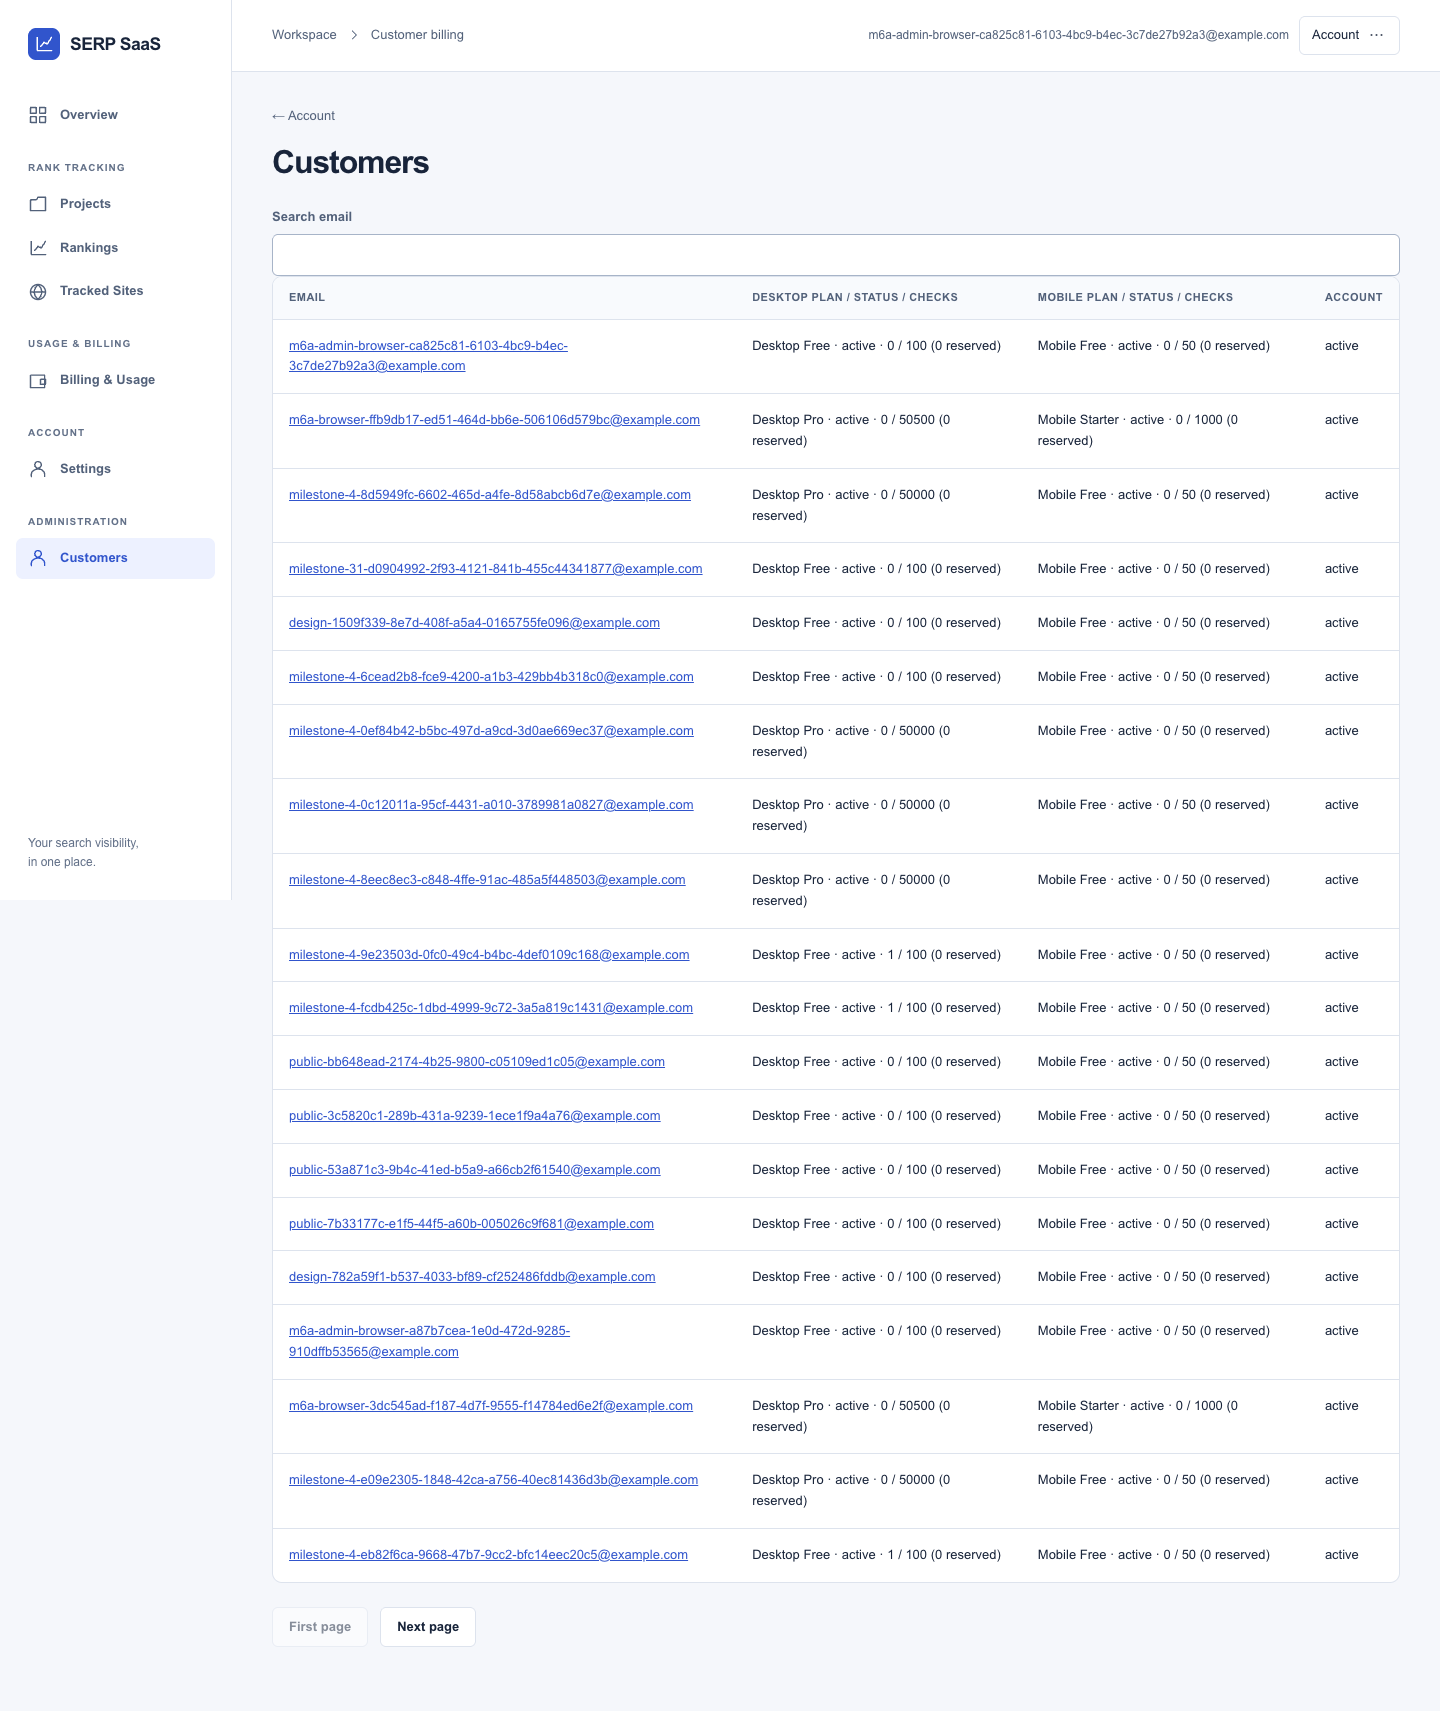 SERP SaaS
Overview
RANK TRACKING
Projects
Rankings
Tracked Sites
USAGE & BILLING
Billing & Usage
ACCOUNT
Settings
ADMINISTRATION
Customers
Your search visibility,
in one place.
Workspace > Customer billing
m6a-admin-browser-ca825c81-6103-4bc9-b4ec-3c7de27b92a3@example.com
Account ···
← Account
Customers
Search email
EMAIL DESKTOP PLAN / STATUS / CHECKS MOBILE PLAN / STATUS / CHECKS ACCOUNT
m6a-admin-browser-ca825c81-6103-4bc9-b4ec- Desktop Free · active · 0 / 100 (0 reserved) Mobile Free · active · 0 / 50 (0 reserved) active
3c7de27b92a3@example.com
m6a-browser-ffb9db17-ed51-464d-bb6e-506106d579bc@example.com Desktop Pro · active · 0 / 50500 (0 Mobile Starter · active · 0 / 1000 (0 active
reserved) reserved)
milestone-4-8d5949fc-6602-465d-a4fe-8d58abcb6d7e@example.com Desktop Pro · active · 0 / 50000 (0 Mobile Free · active · 0 / 50 (0 reserved) active
reserved)
milestone-31-d0904992-2f93-4121-841b-455c44341877@example.com Desktop Free · active · 0 / 100 (0 reserved) Mobile Free · active · 0 / 50 (0 reserved) active
design-1509f339-8e7d-408f-a5a4-0165755fe096@example.com Desktop Free · active · 0 / 100 (0 reserved) Mobile Free · active · 0 / 50 (0 reserved) active
milestone-4-6cead2b8-fce9-4200-a1b3-429bb4b318c0@example.com Desktop Free · active · 0 / 100 (0 reserved) Mobile Free · active · 0 / 50 (0 reserved) active
milestone-4-0ef84b42-b5bc-497d-a9cd-3d0ae669ec37@example.com Desktop Pro · active · 0 / 50000 (0 Mobile Free · active · 0 / 50 (0 reserved) active
reserved)
milestone-4-0c12011a-95cf-4431-a010-3789981a0827@example.com Desktop Pro · active · 0 / 50000 (0 Mobile Free · active · 0 / 50 (0 reserved) active
reserved)
milestone-4-8eec8ec3-c848-4ffe-91ac-485a5f448503@example.com Desktop Pro · active · 0 / 50000 (0 Mobile Free · active · 0 / 50 (0 reserved) active
reserved)
milestone-4-9e23503d-0fc0-49c4-b4bc-4def0109c168@example.com Desktop Free · active · 1 / 100 (0 reserved) Mobile Free · active · 0 / 50 (0 reserved) active
milestone-4-fcdb425c-1dbd-4999-9c72-3a5a819c1431@example.com Desktop Free · active · 1 / 100 (0 reserved) Mobile Free · active · 0 / 50 (0 reserved) active
public-bb648ead-2174-4b25-9800-c05109ed1c05@example.com Desktop Free · active · 0 / 100 (0 reserved) Mobile Free · active · 0 / 50 (0 reserved) active
public-3c5820c1-289b-431a-9239-1ece1f9a4a76@example.com Desktop Free · active · 0 / 100 (0 reserved) Mobile Free · active · 0 / 50 (0 reserved) active
public-53a871c3-9b4c-41ed-b5a9-a66cb2f61540@example.com Desktop Free · active · 0 / 100 (0 reserved) Mobile Free · active · 0 / 50 (0 reserved) active
public-7b33177c-e1f5-44f5-a60b-005026c9f681@example.com Desktop Free · active · 0 / 100 (0 reserved) Mobile Free · active · 0 / 50 (0 reserved) active
design-782a59f1-b537-4033-bf89-cf252486fddb@example.com Desktop Free · active · 0 / 100 (0 reserved) Mobile Free · active · 0 / 50 (0 reserved) active
m6a-admin-browser-a87b7cea-1e0d-472d-9285- Desktop Free · active · 0 / 100 (0 reserved) Mobile Free · active · 0 / 50 (0 reserved) active
910dffb53565@example.com
m6a-browser-3dc545ad-f187-4d7f-9555-f14784ed6e2f@example.com Desktop Pro · active · 0 / 50500 (0 Mobile Starter · active · 0 / 1000 (0 active
reserved) reserved)
milestone-4-e09e2305-1848-42ca-a756-40ec81436d3b@example.com Desktop Pro · active · 0 / 50000 (0 Mobile Free · active · 0 / 50 (0 reserved) active
reserved)
milestone-4-eb82f6ca-9668-47b7-9cc2-bfc14eec20c5@example.com Desktop Free · active · 1 / 100 (0 reserved) Mobile Free · active · 0 / 50 (0 reserved) active
First page Next page